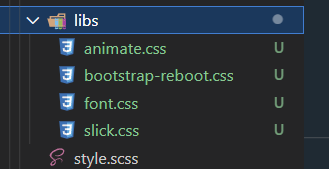 libs
animate.css U
bootstrap-reboot.css U
font.css U
slick.css U
style.scss